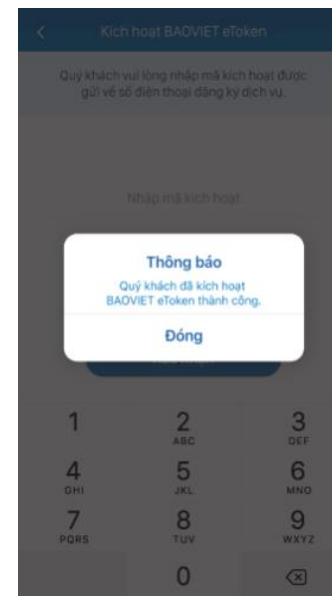 Kích hoạt BAOVIET eToken
Quý khách vui lòng nhập mã kích hoạt được
gửi về số điện thoại đăng ký dịch vụ.
Nhập mã kích hoạt
Thông báo
Quý khách đã kích hoạt
BAOVIET eToken thành công.
Đóng
1 2 3
ABC DEF
4 5 6
GHI JKL MNO
7 8 9
PQRS TUV WXYZ
0